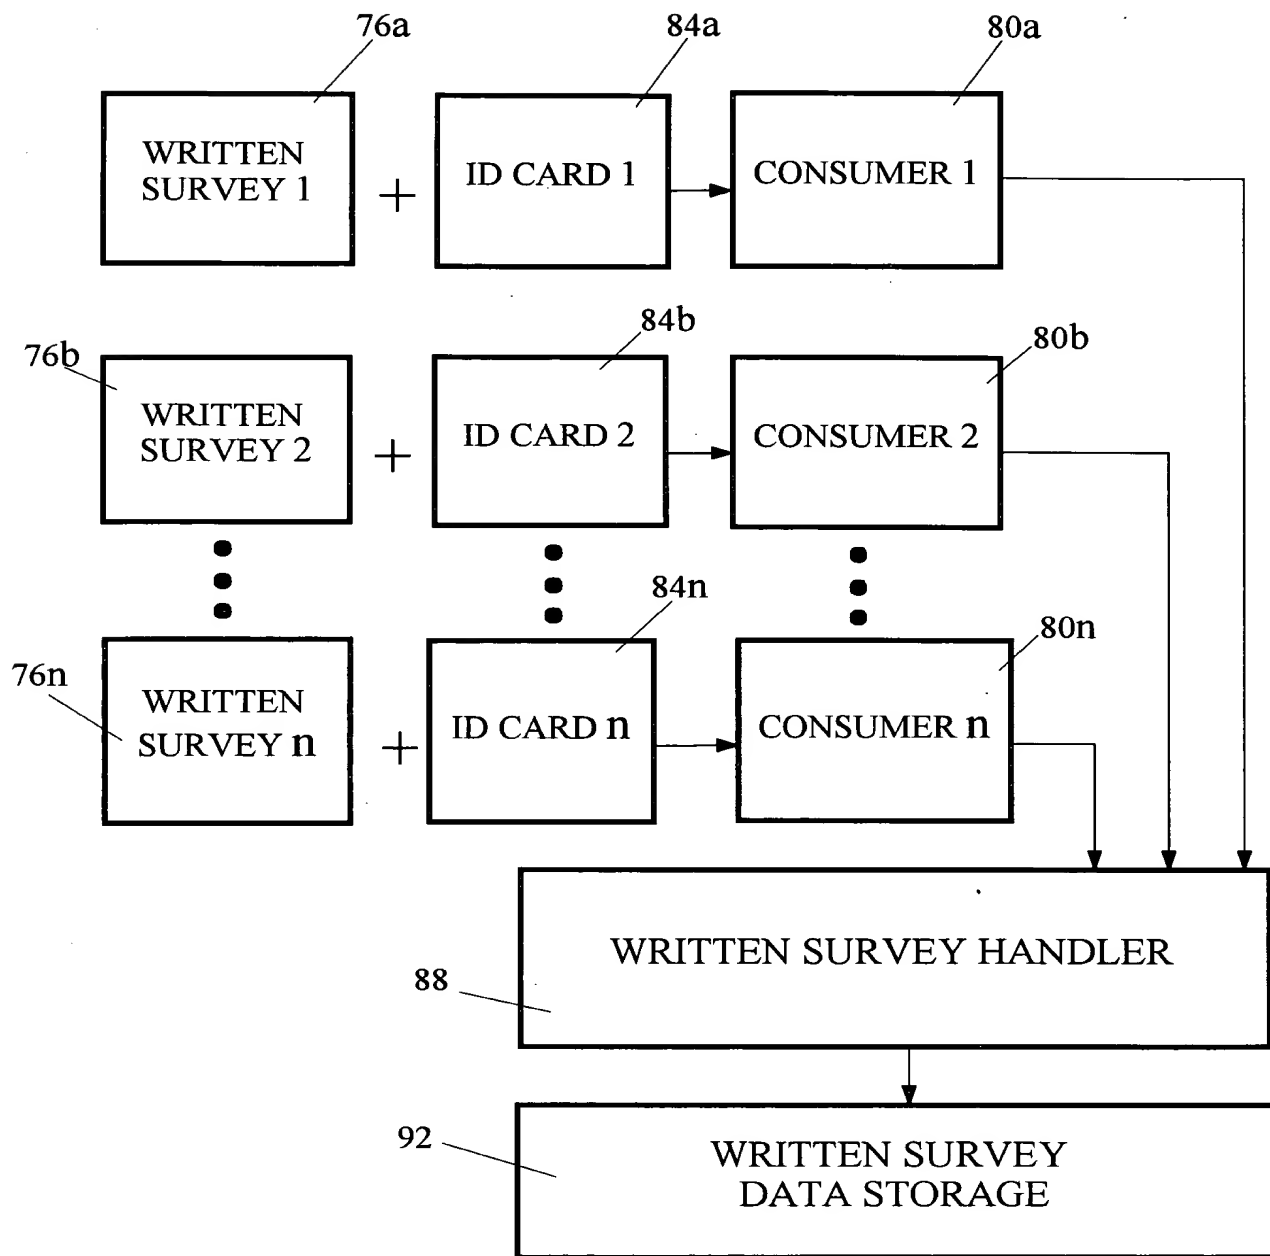 76a
84a
80a
WRITTEN
SURVEY 1
+
ID CARD 1
CONSUMER 1
76b
84b
80b
WRITTEN
SURVEY 2
+
ID CARD 2
CONSUMER 2
76n
84n
80n
WRITTEN
SURVEY n
+
ID CARD n
CONSUMER n
88
WRITTEN SURVEY HANDLER
92
WRITTEN SURVEY
DATA STORAGE